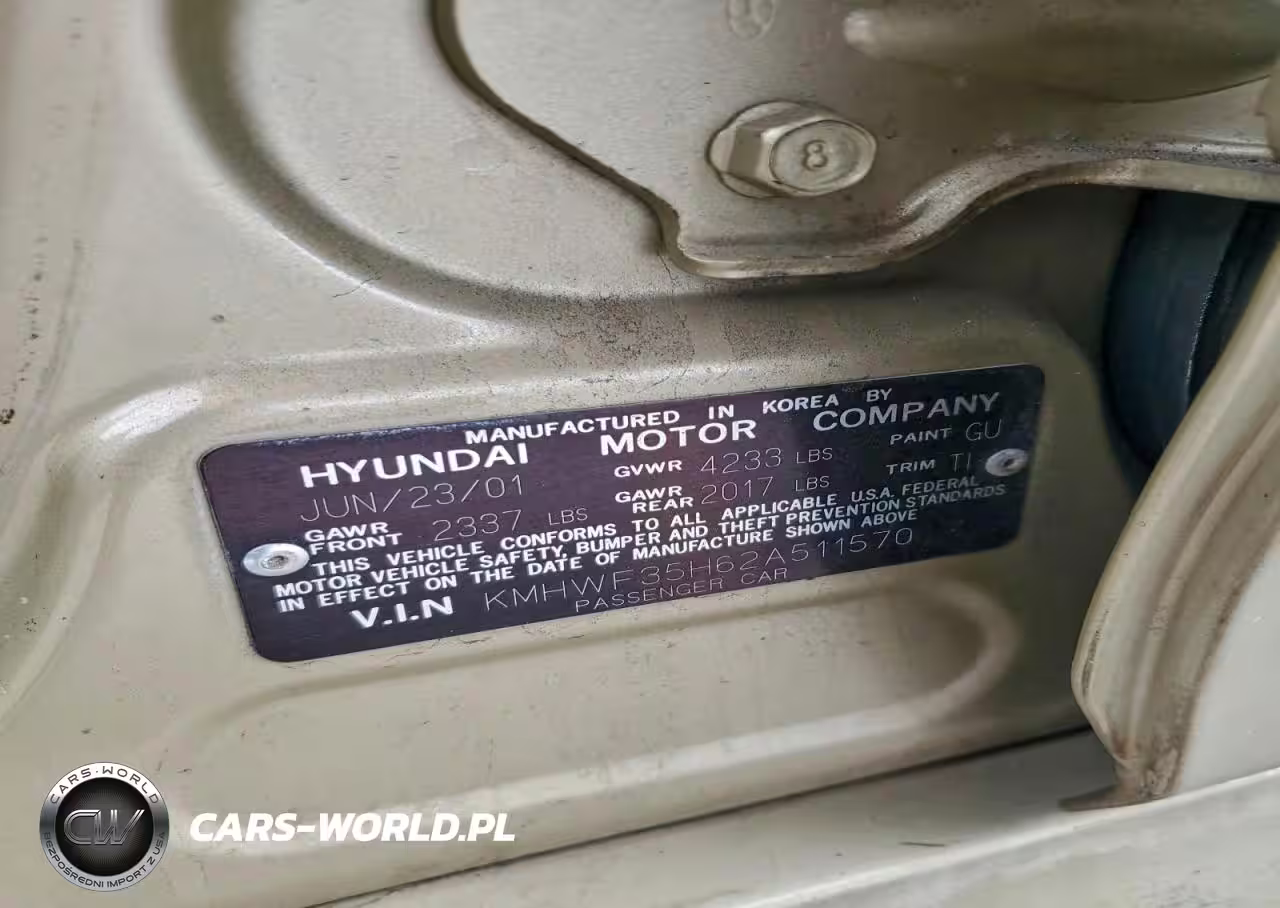 8
MANUFACTURED IN KOREA BY
HYUNDAI MOTOR COMPANY
JUN/23/01 GVWR 4233 LBS PAINT GU
GAWR FRONT 2337 LBS GAWR REAR 2017 LBS TRIM TI
THIS VEHICLE CONFORMS TO ALL APPLICABLE U.S.A. FEDERAL
MOTOR VEHICLE SAFETY, BUMPER AND THEFT PREVENTION STANDARDS
IN EFFECT ON THE DATE OF MANUFACTURE SHOWN ABOVE
V.I.N KMHWF35H62A511570
PASSENGER CAR
CARS-WORLD
CW
BEZPOŚREDNI IMPORT Z USA
CARS-WORLD.PL